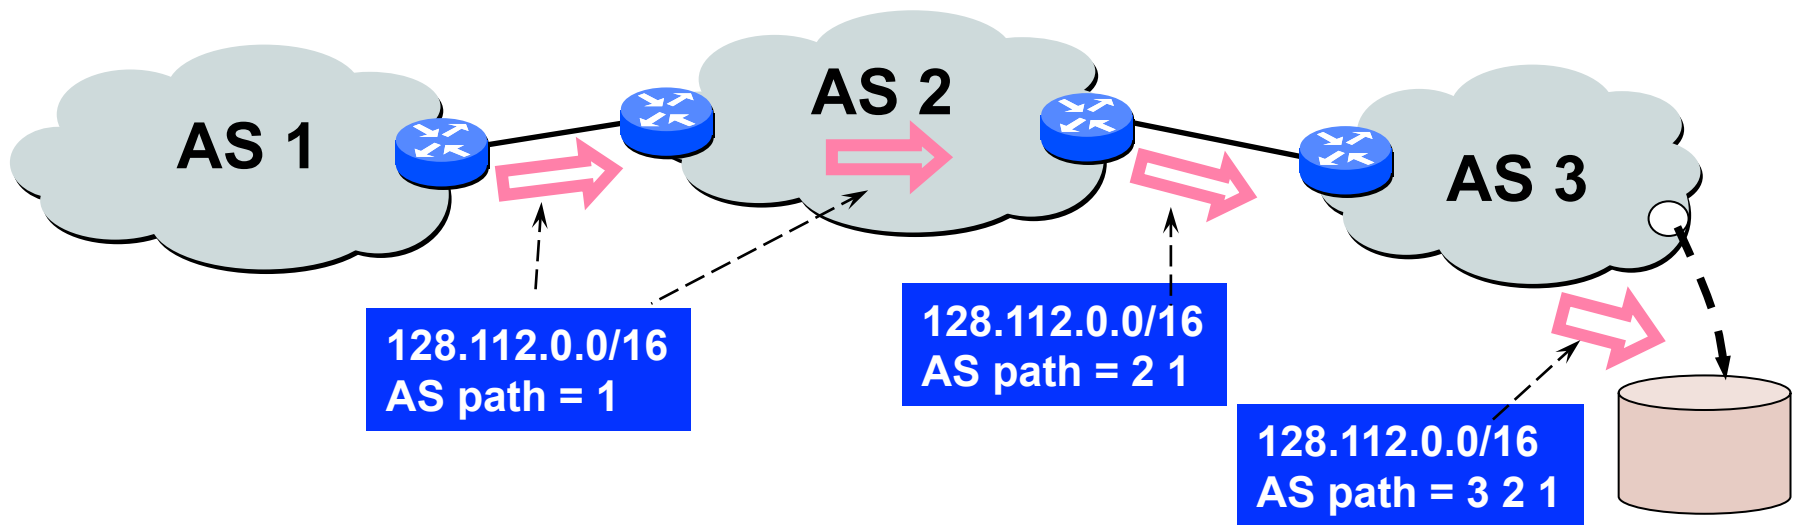 AS 1
AS 2
AS 3
128.112.0.0/16
AS path = 1
128.112.0.0/16
AS path = 2 1
128.112.0.0/16
AS path = 3 2 1